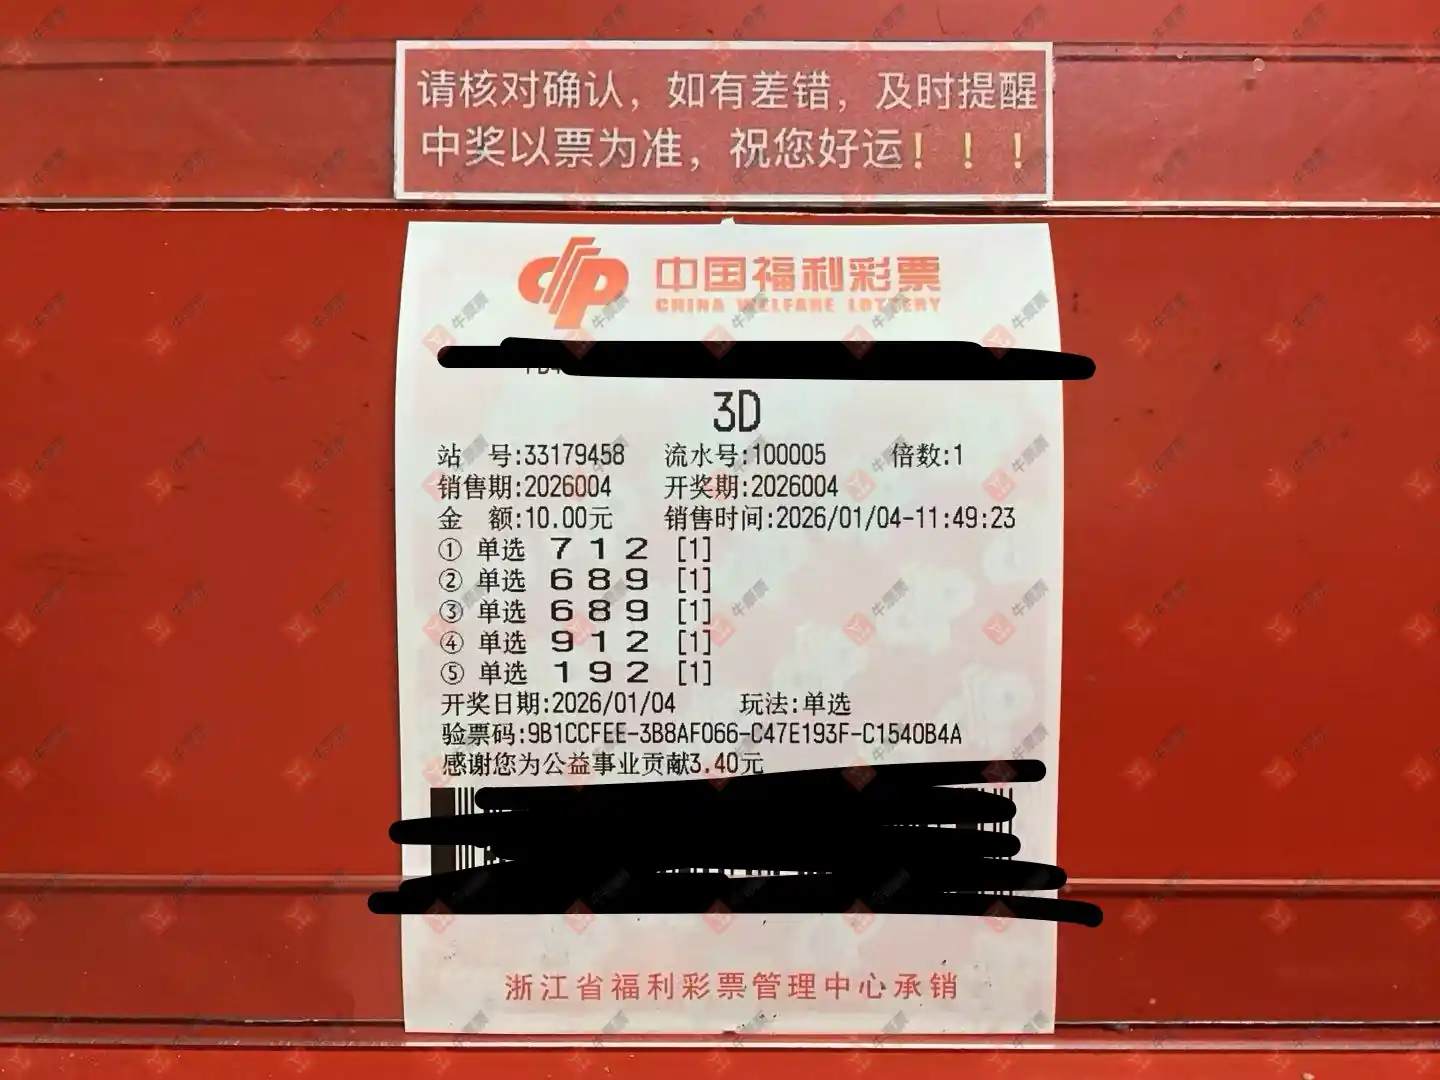 请核对确认，如有差错，及时提醒
中奖以票为准，祝您好运！！！
中国福利彩票
CHINA WELFARE LOTTERY
3D
站 号:33179458 流水号:100005 倍数:1
销售期:2026004 开奖期:2026004
金 额:10.00元 销售时间:2026/01/04-11:49:23
① 单选 7 1 2 [1]
② 单选 6 8 9 [1]
③ 单选 6 8 9 [1]
④ 单选 9 1 2 [1]
⑤ 单选 1 9 2 [1]
开奖日期:2026/01/04 玩法:单选
验票码:9B1CCFEE-3B8AF066-C47E193F-C1540B4A
感谢您为公益事业贡献3.40元
浙江省福利彩票管理中心承销